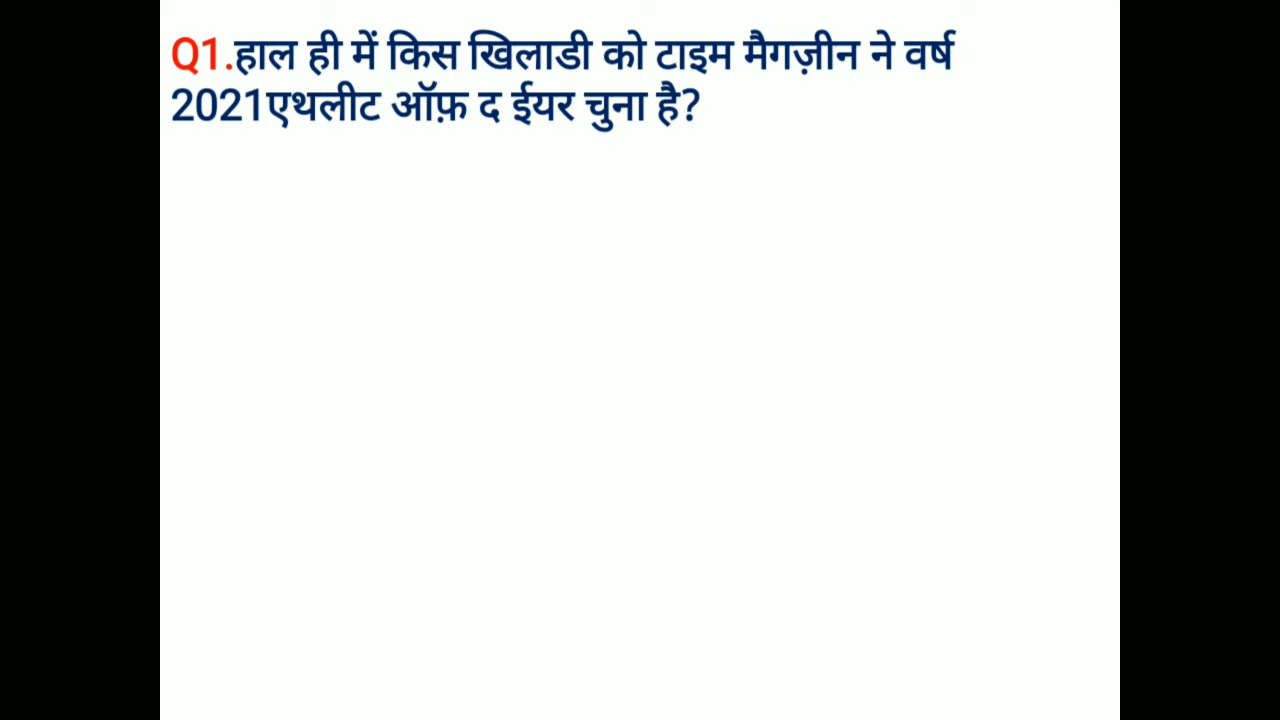 Q1.हाल ही में किस खिलाडी को टाइम मैगज़ीन ने वर्ष
2021एथलीट ऑफ़ द ईयर चुना है?